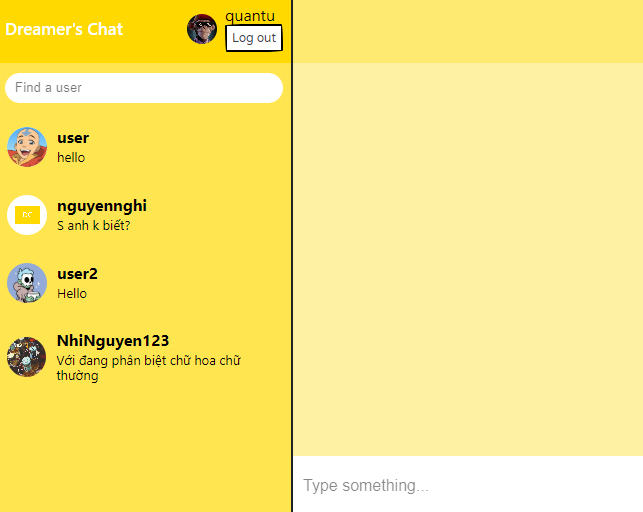 Dreamer's Chat
quantu
Log out
Find a user
user
hello
nguyennghi
S anh k biết?
user2
Hello
NhiNguyen123
Với đang phân biệt chữ hoa chữ
thường
Type something...